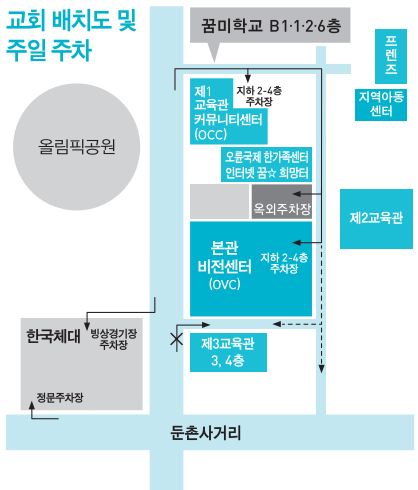 교회 배치도 및
주일 주차
꿈미학교 B1·1·2·6층
프렌즈
지역아동
센터
제1
교육관
커뮤니티센터
(OCC)
지하 2-4층
주차장
올림픽공원
오륜국제 한가족센터
인터넷 꿈☆ 희망터
옥외주차장
제2교육관
본관
비전센터
(OVC)
지하 2-4층
주차장
한국체대
빙상경기장
주차장
제3교육관
3, 4층
정문주차장
둔촌사거리